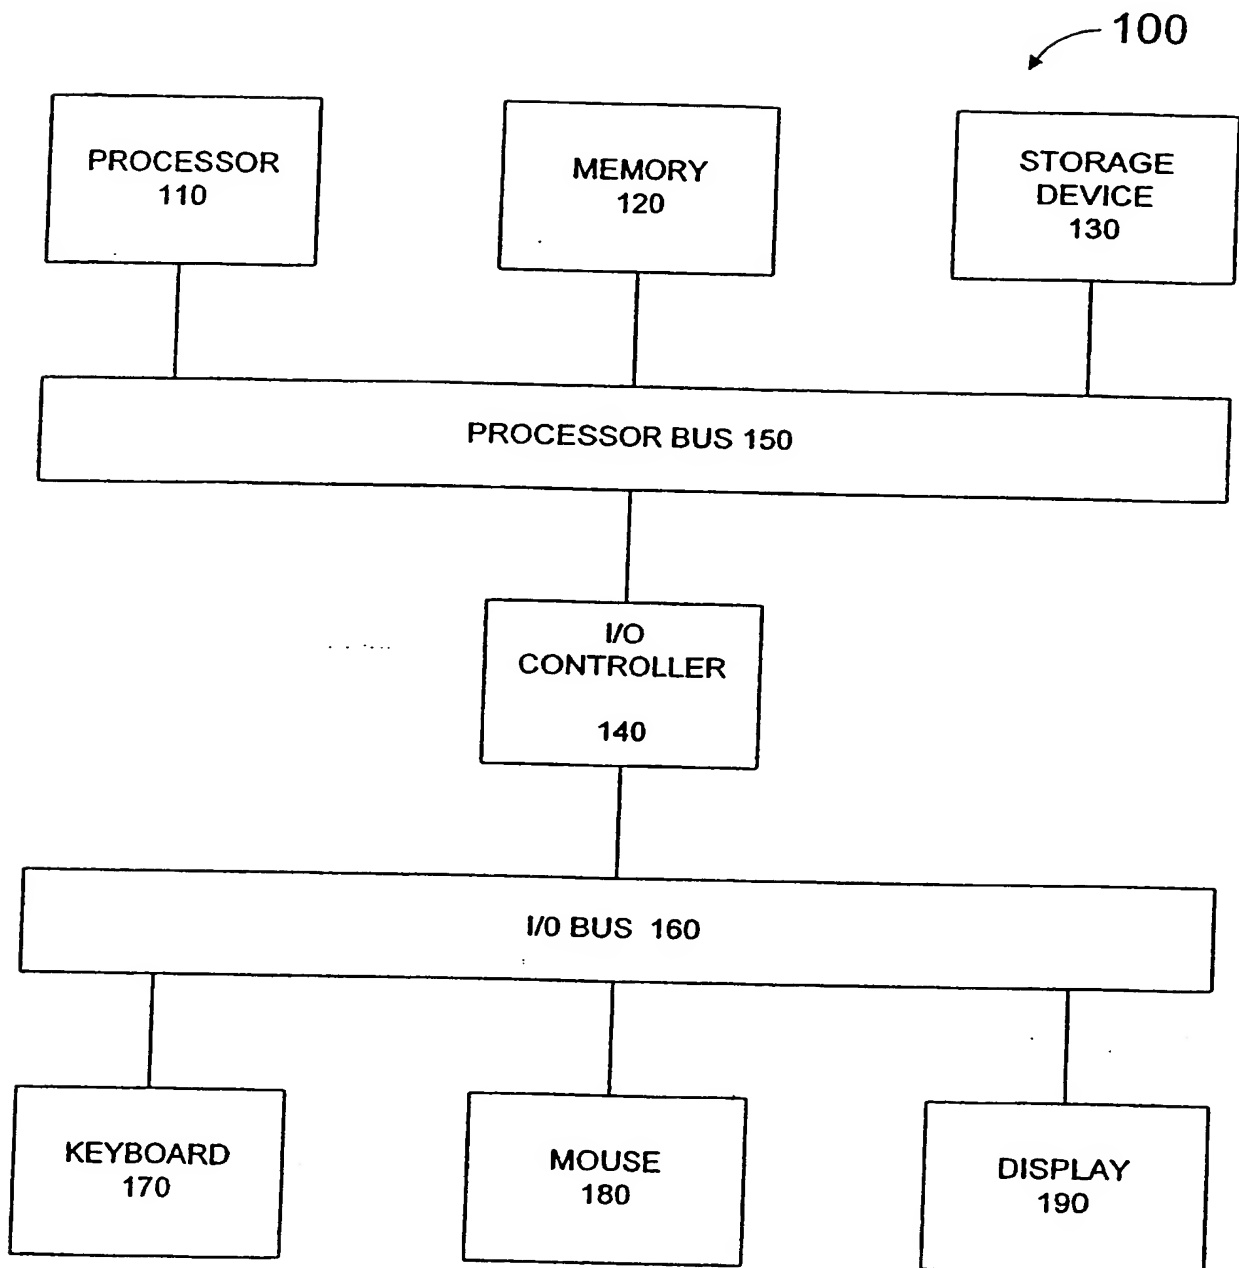 100
PROCESSOR
110
MEMORY
120
STORAGE
DEVICE
130
PROCESSOR BUS 150
I/O
CONTROLLER
140
I/0 BUS 160
KEYBOARD
170
MOUSE
180
DISPLAY
190